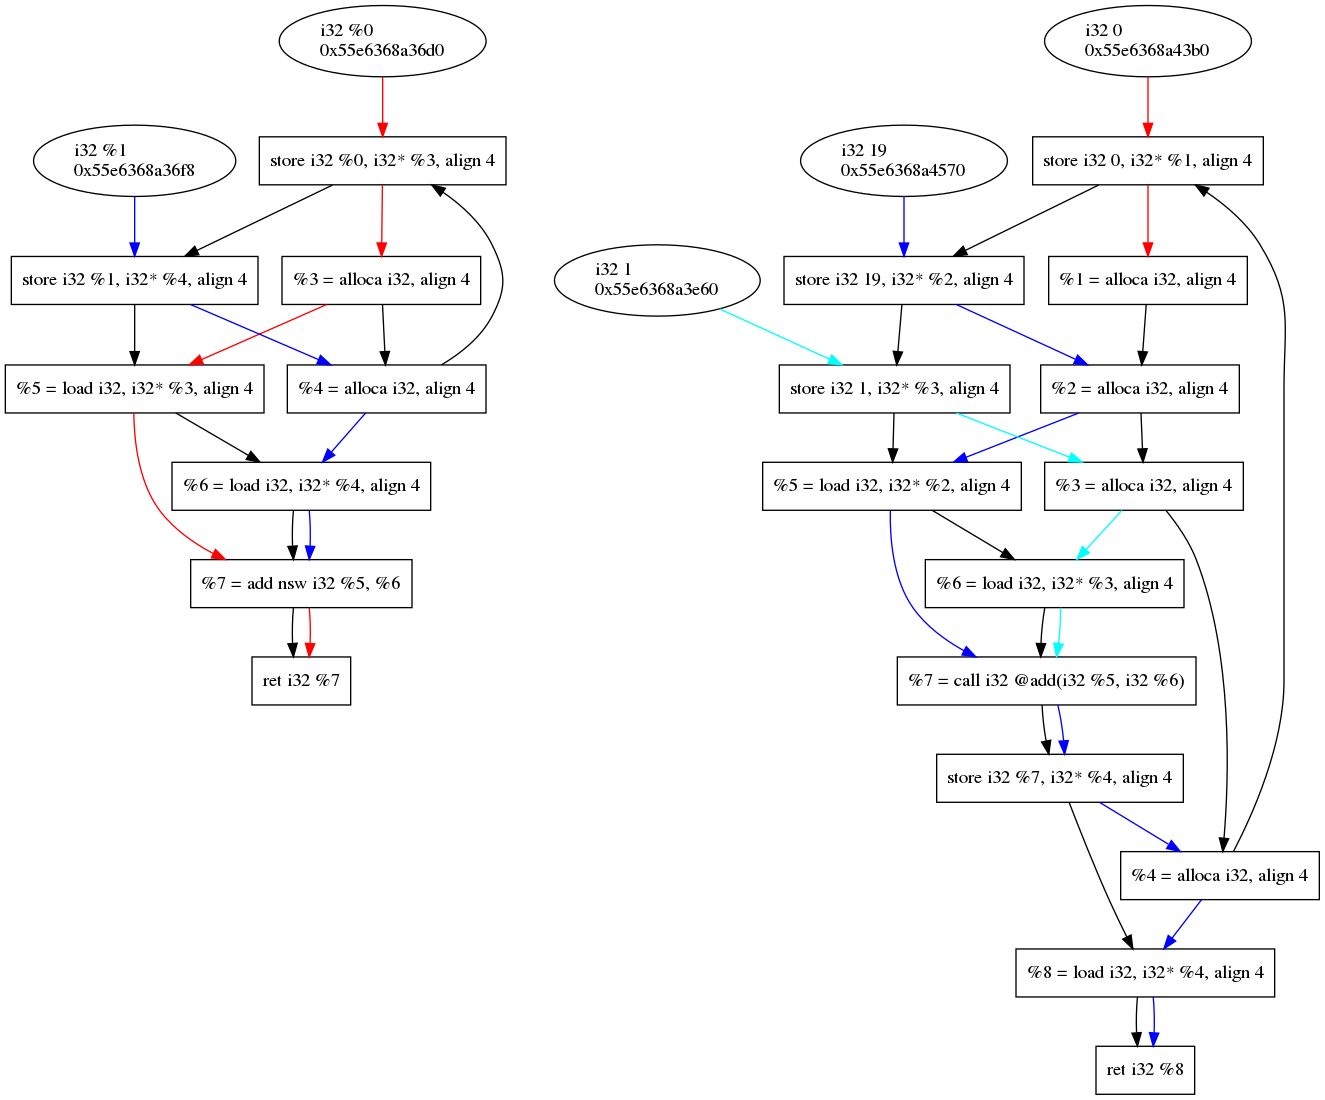 i32 %0
0x55e6368a36d0
i32 %1
0x55e6368a36f8
store i32 %0, i32* %3, align 4
store i32 %1, i32* %4, align 4
%3 = alloca i32, align 4
%5 = load i32, i32* %3, align 4
%4 = alloca i32, align 4
%6 = load i32, i32* %4, align 4
%7 = add nsw i32 %5, %6
ret i32 %7
i32 0
0x55e6368a43b0
i32 19
0x55e6368a4570
store i32 0, i32* %1, align 4
i32 1
0x55e6368a3e60
store i32 19, i32* %2, align 4
%1 = alloca i32, align 4
store i32 1, i32* %3, align 4
%2 = alloca i32, align 4
%5 = load i32, i32* %2, align 4
%3 = alloca i32, align 4
%6 = load i32, i32* %3, align 4
%7 = call i32 @add(i32 %5, i32 %6)
store i32 %7, i32* %4, align 4
%4 = alloca i32, align 4
%8 = load i32, i32* %4, align 4
ret i32 %8